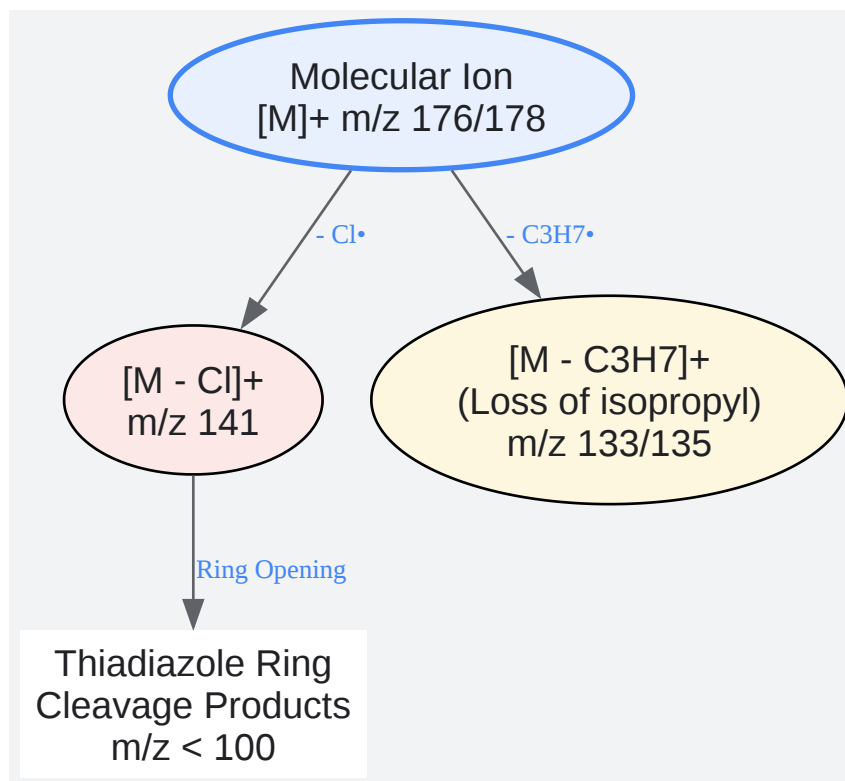 Molecular Ion
[M]+ m/z 176/178
- Cl•
- C3H7•
[M - Cl]+
m/z 141
[M - C3H7]+
(Loss of isopropyl)
m/z 133/135
Ring Opening
Thiadiazole Ring
Cleavage Products
m/z < 100